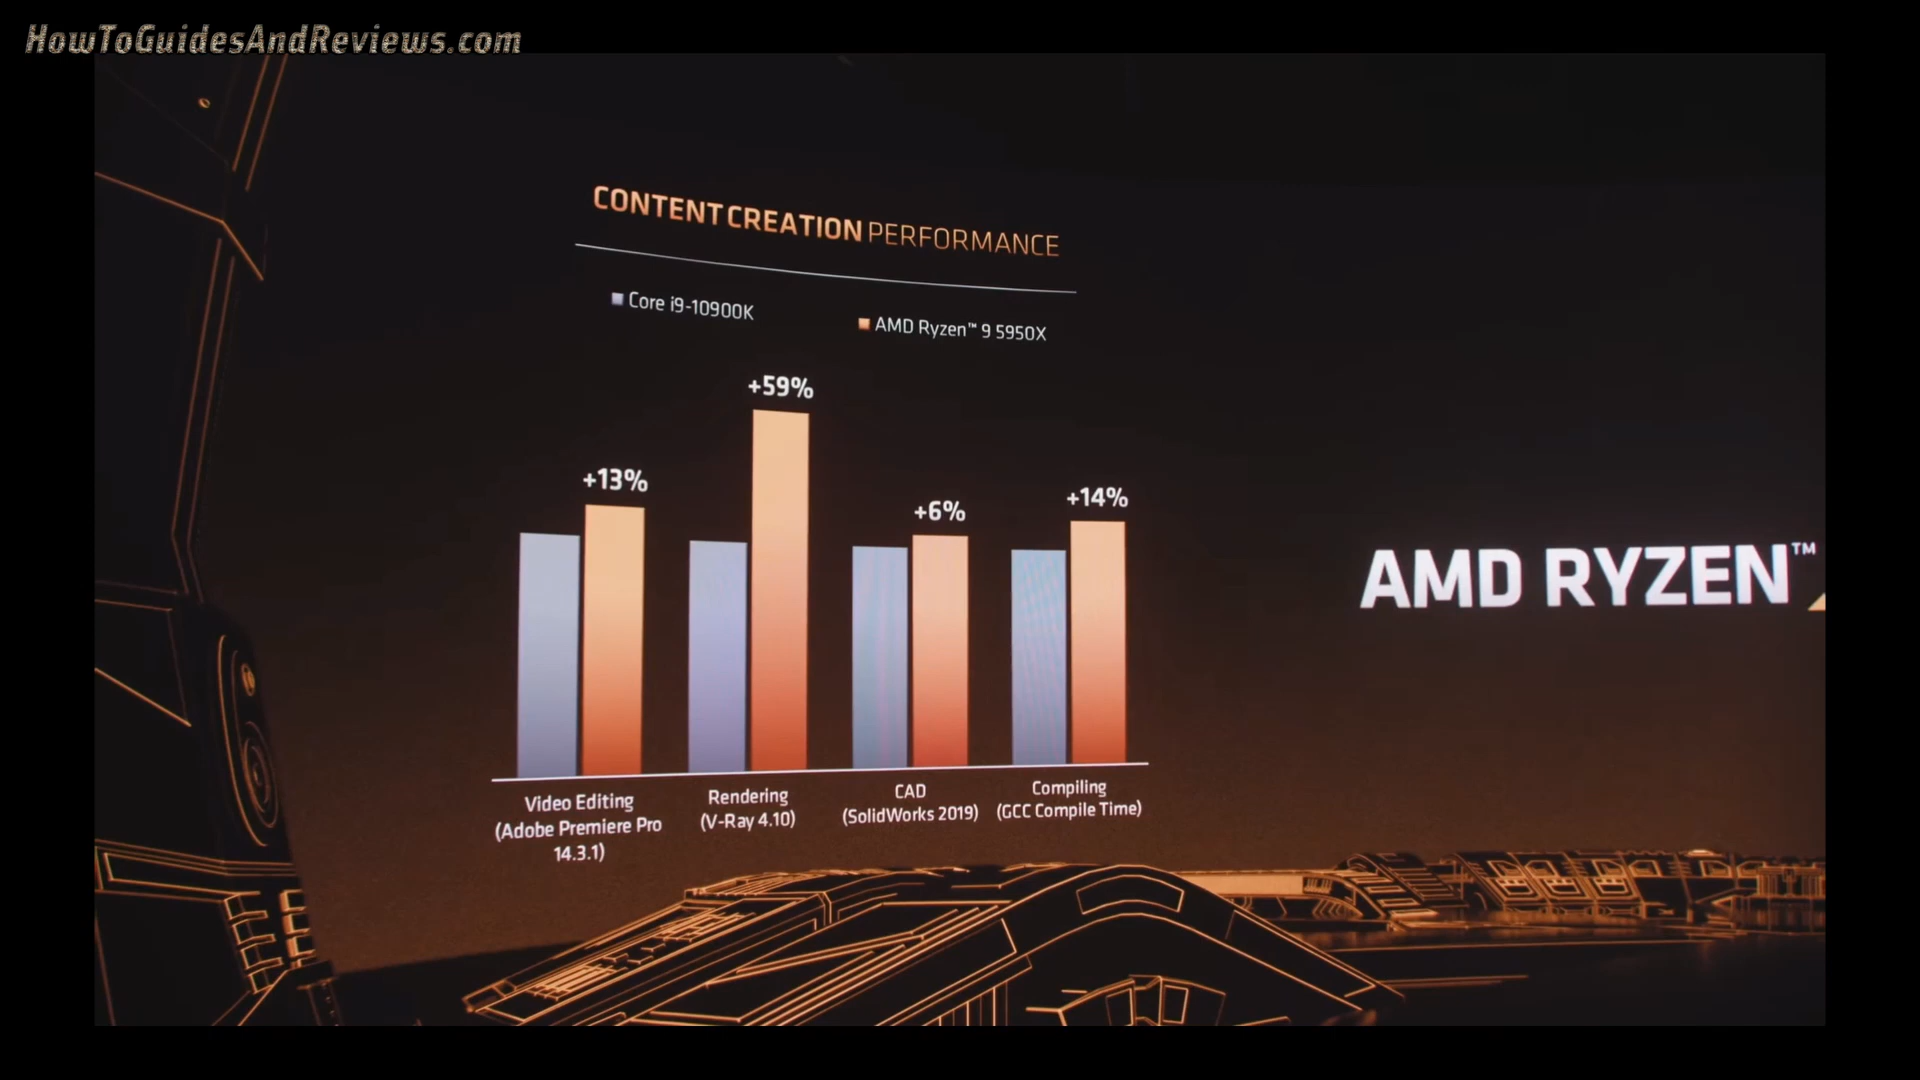 HowToGuidesAndReviews.com
CONTENT CREATION PERFORMANCE
Core i9-10900K
AMD Ryzen™ 9 5950X
+59%
+13%
+6%
+14%
AMD RYZEN™
Video Editing
(Adobe Premiere Pro
14.3.1)
Rendering
(V-Ray 4.10)
CAD
(SolidWorks 2019)
Compiling
(GCC Compile Time)